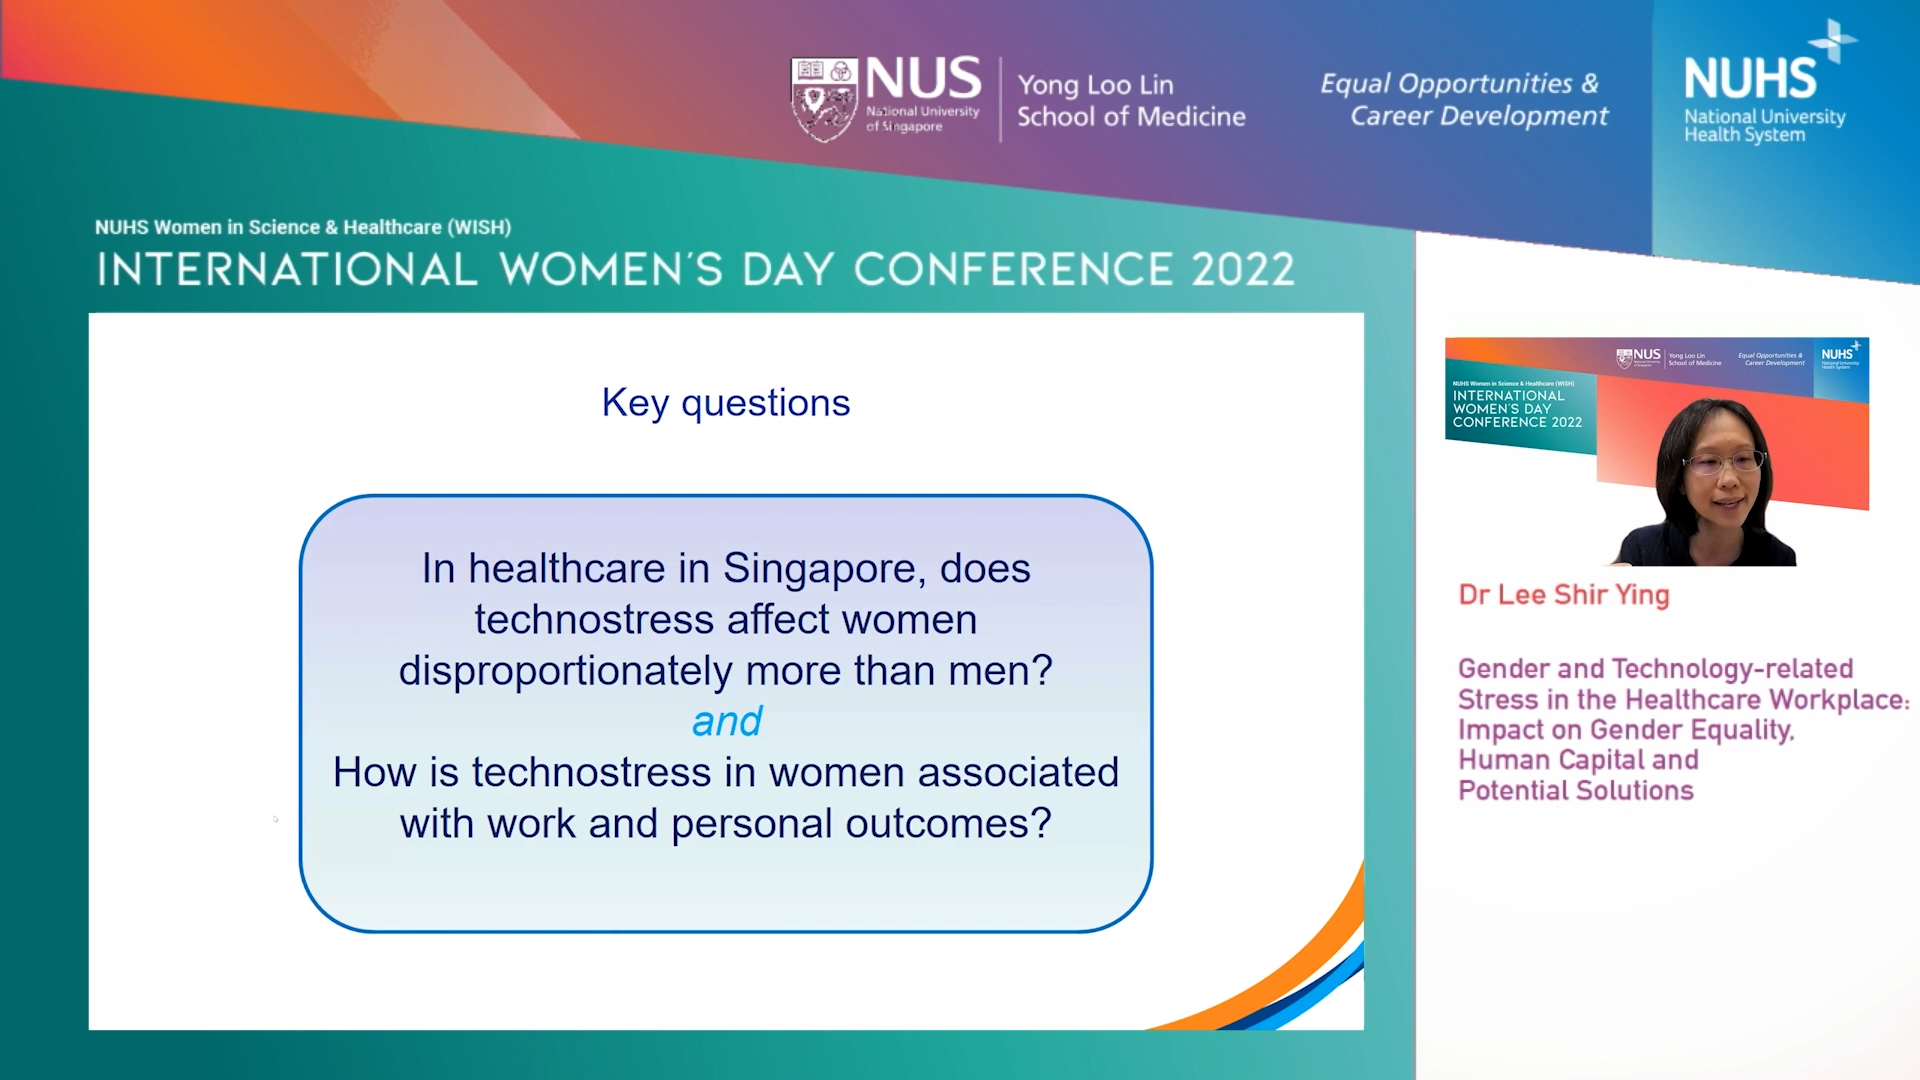 NUS
National University
of Singapore
Yong Loo Lin
School of Medicine
Equal Opportunities &
Career Development
NUHS
National University
Health System
NUHS Women in Science & Healthcare (WISH)
INTERNATIONAL WOMEN'S DAY CONFERENCE 2022
Key questions
In healthcare in Singapore, does
technostress affect women
disproportionately more than men?
and
How is technostress in women associated
with work and personal outcomes?
NUS
Yong Loo Lin
School of Medicine
Equal Opportunities &
Career Development
NUHS
National University
Health System
NUHS Women in Science & Healthcare (WISH)
INTERNATIONAL
WOMEN'S DAY
CONFERENCE 2022
Dr Lee Shir Ying
Gender and Technology-related
Stress in the Healthcare Workplace:
Impact on Gender Equality,
Human Capital and
Potential Solutions